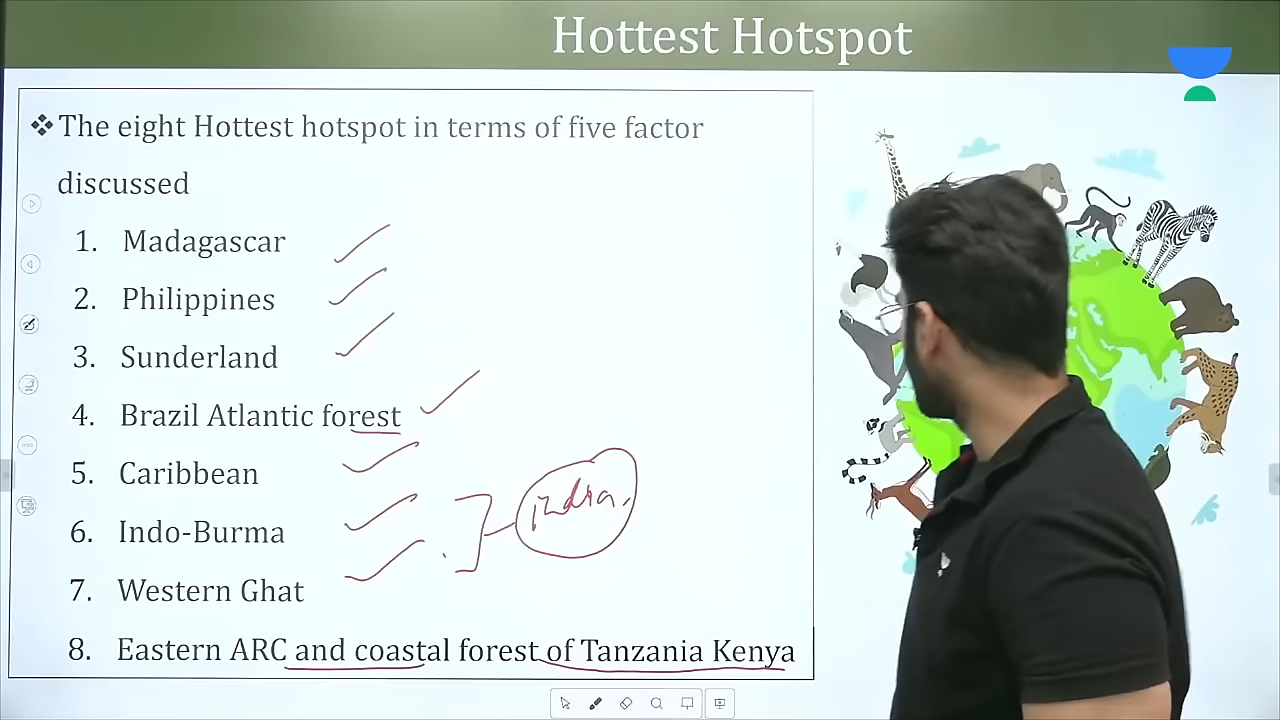 Hottest Hotspot
❖ The eight Hottest hotspot in terms of five factor
discussed
1. Madagascar
2. Philippines
3. Sunderland
4. Brazil Atlantic forest
5. Caribbean
6. Indo-Burma
7. Western Ghat
india.
8. Eastern ARC and coastal forest of Tanzania Kenya